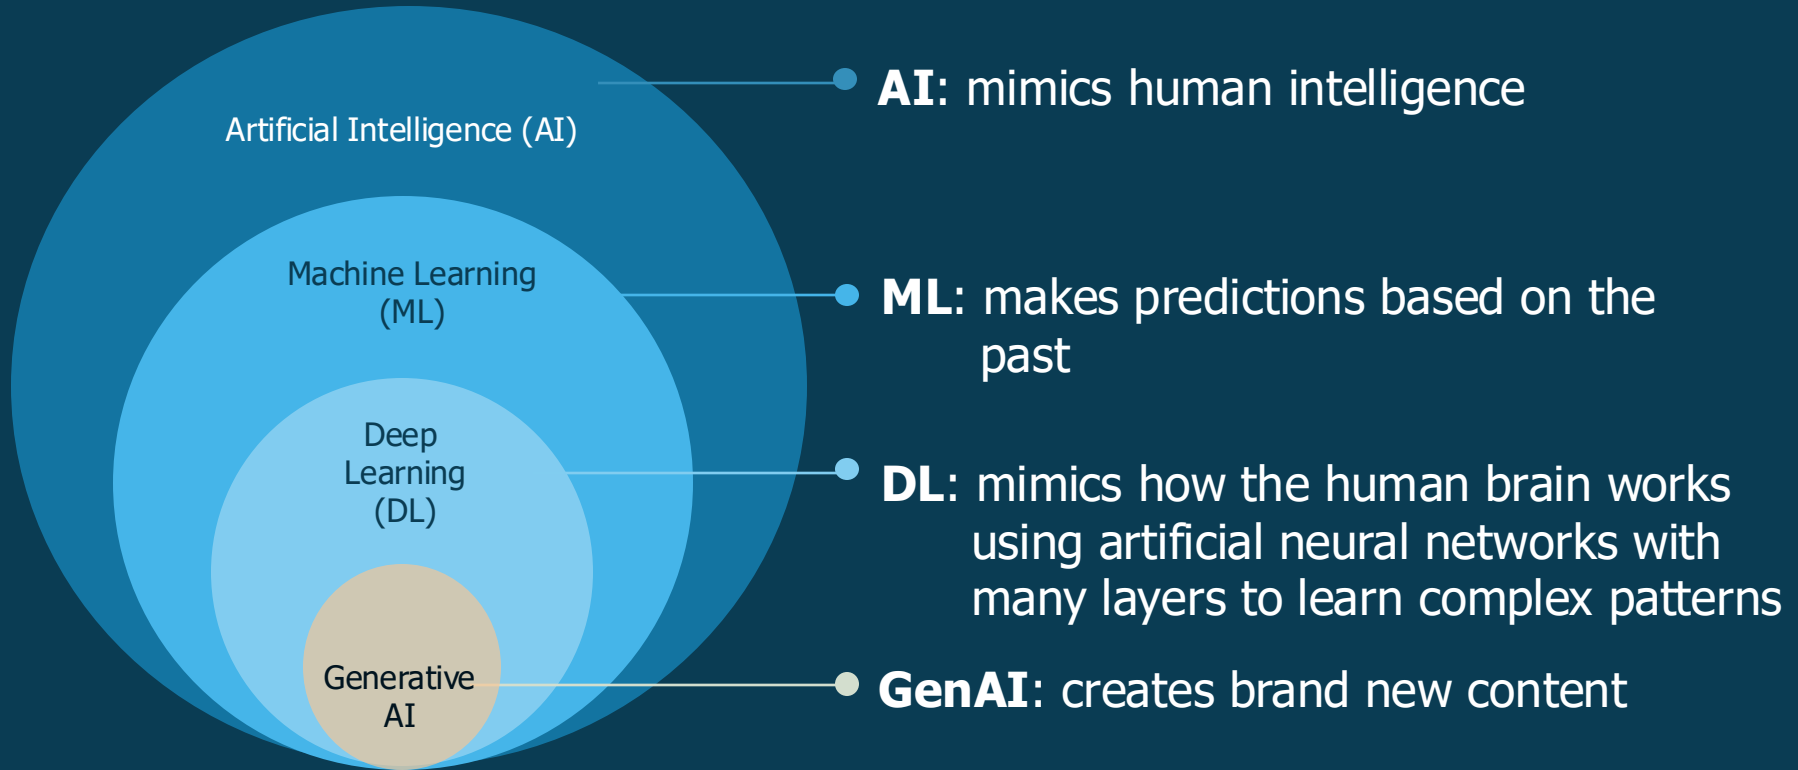 Artificial Intelligence (AI)
AI: mimics human intelligence
Machine Learning
(ML)
ML: makes predictions based on the
past
Deep
Learning
(DL)
DL: mimics how the human brain works
using artificial neural networks with
many layers to learn complex patterns
Generative
AI
GenAI: creates brand new content